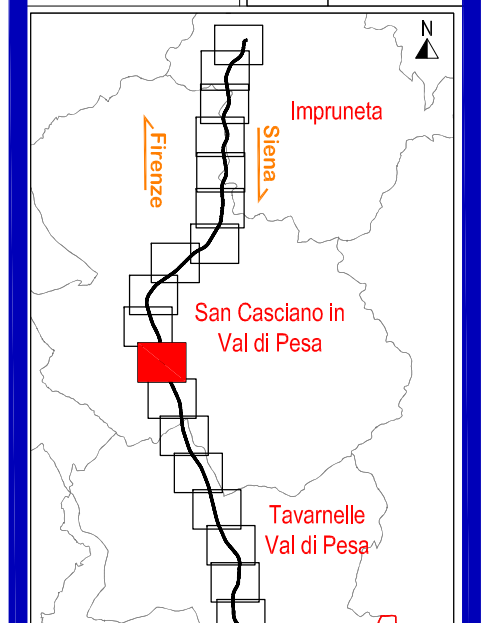 N
Impruneta
Firenze
Siena
San Casciano in
Val di Pesa
Tavarnelle
Val di Pesa